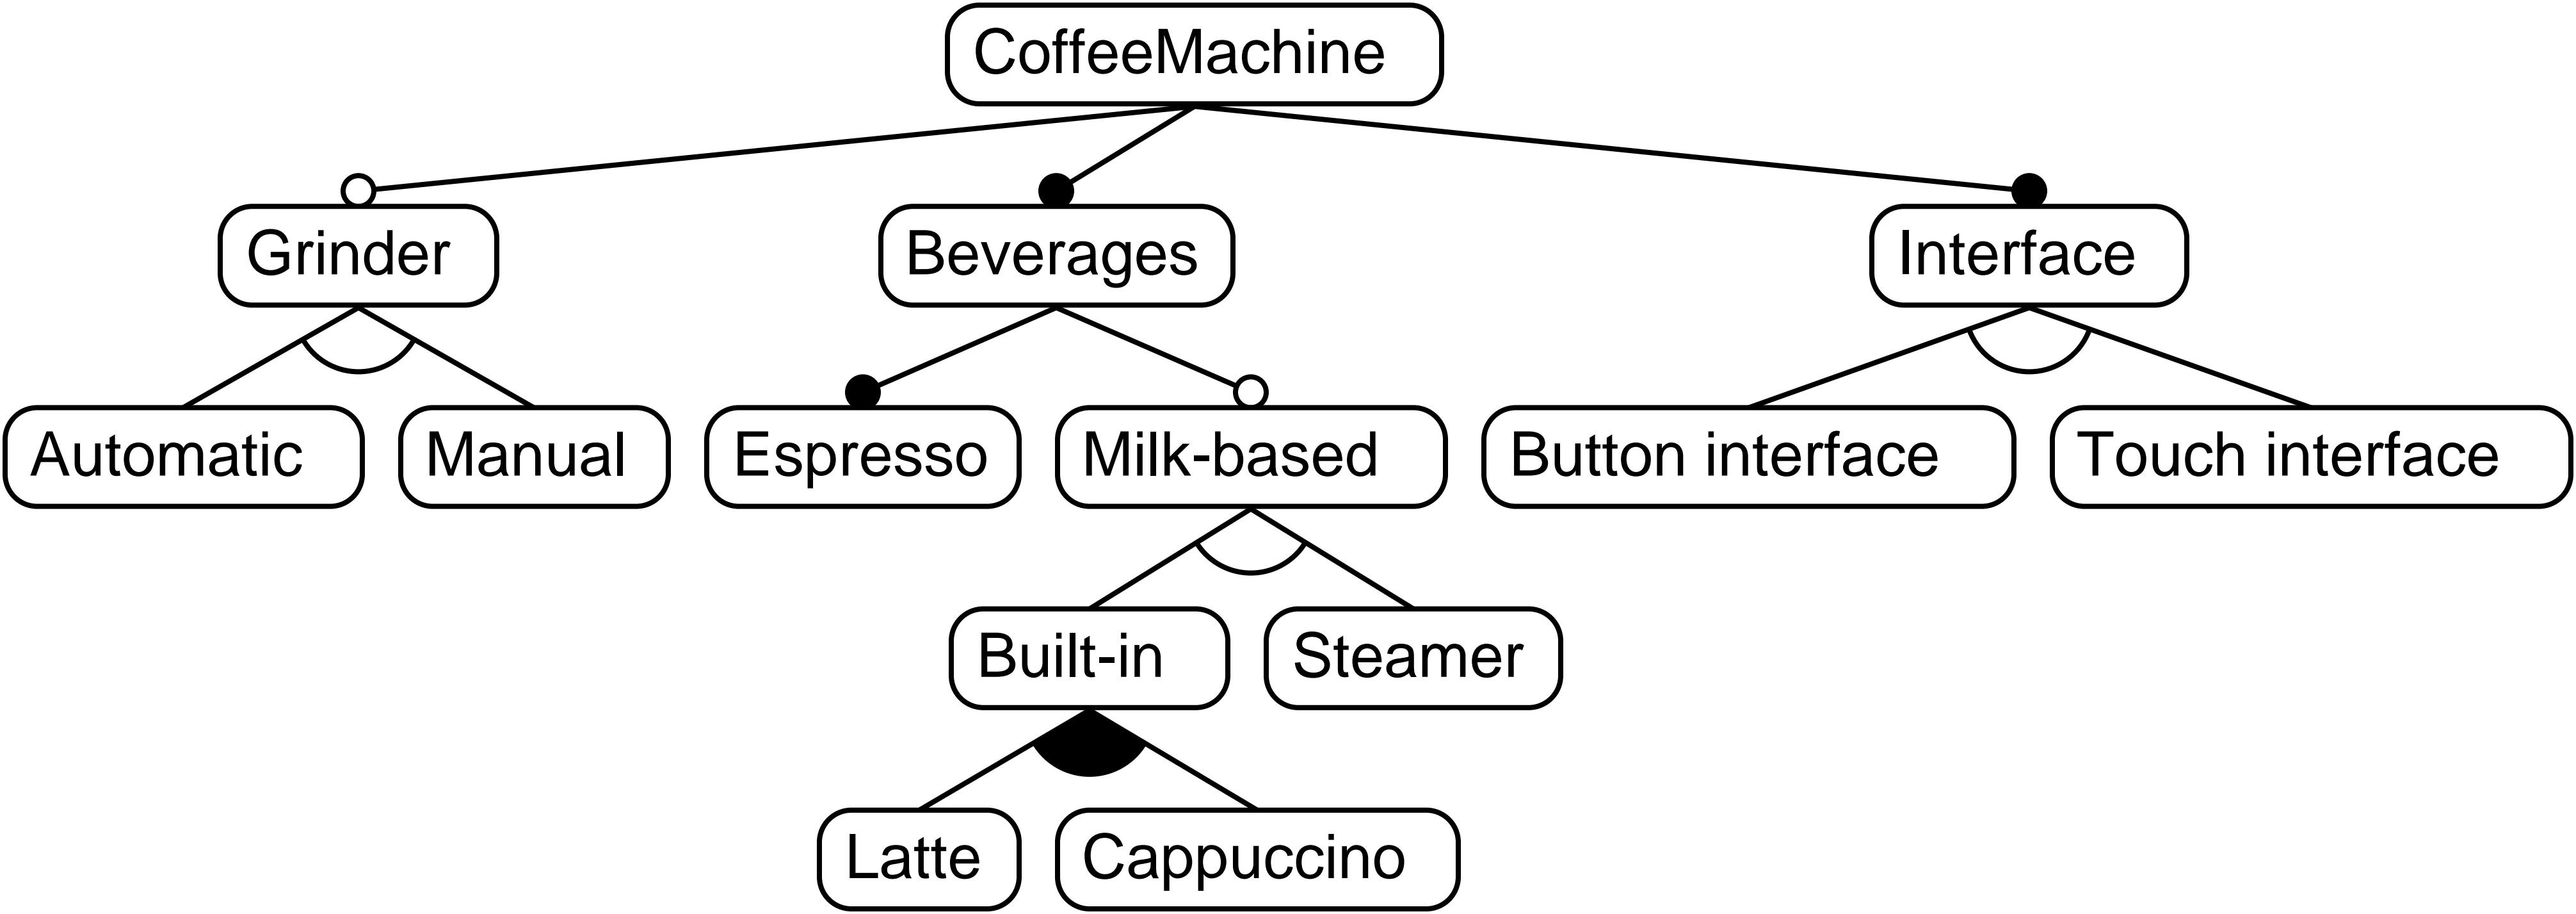 CoffeeMachine
Grinder
Beverages
Interface
Automatic
Manual
Espresso
Milk-based
Button interface
Touch interface
Built-in
Steamer
Latte
Cappuccino